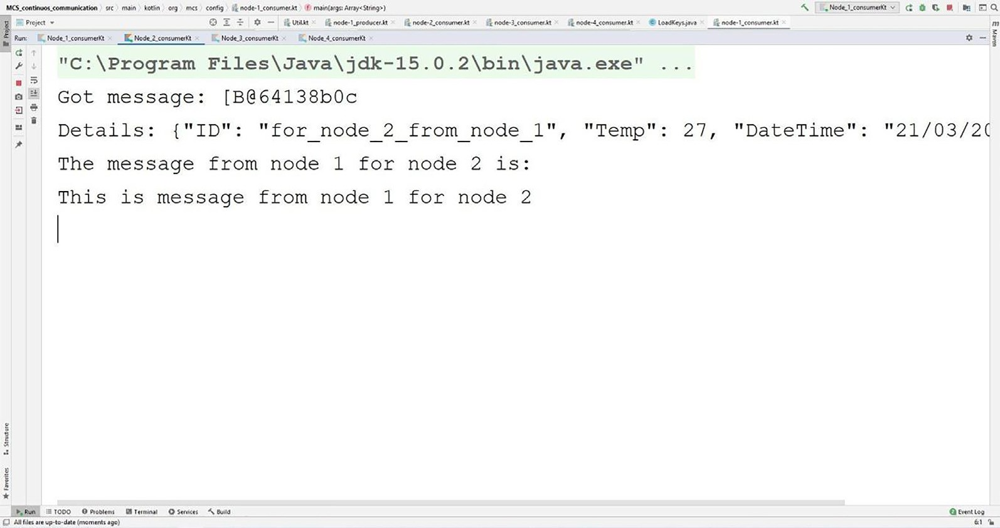 MCS_continuos_communication src main kotlin org mcs config node-1_consumer.kt main(args: Array<String>) Node_1_consumerKt
Project Util.kt node-1_producer.kt node-2_consumer.kt node-3_consumer.kt node-4_consumer.kt LoadKeys.java node-1_consumer.kt
Run: Node_1_consumerKt Node_2_consumerKt Node_3_consumerKt Node_4_consumerKt
Project
Maven
"C:\Program Files\Java\jdk-15.0.2\bin\java.exe" ...
Got message: [B@64138b0c
Details: {"ID": "for_node_2_from_node_1", "Temp": 27, "DateTime": "21/03/20
The message from node 1 for node 2 is:
This is message from node 1 for node 2
Structure
Favorites
Run TODO Problems Terminal Services Build Event Log
All files are up-to-date (moments ago) 6:1